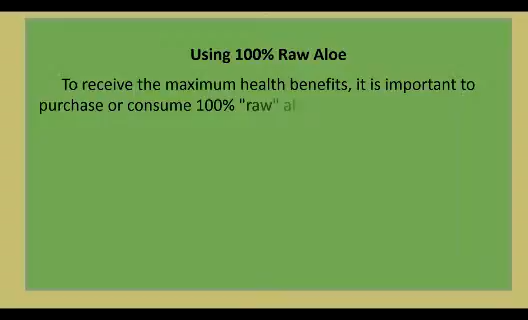 Using 100% Raw Aloe
To receive the maximum health benefits, it is important to
purchase or consume 100% "raw" al